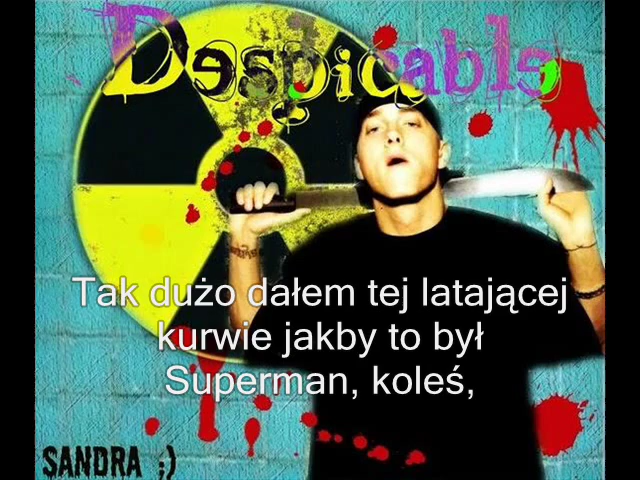 Despicable
Tak dużo dałem tej latającej
kurwie jakby to był
Superman, koleś,
SANDRA ;)